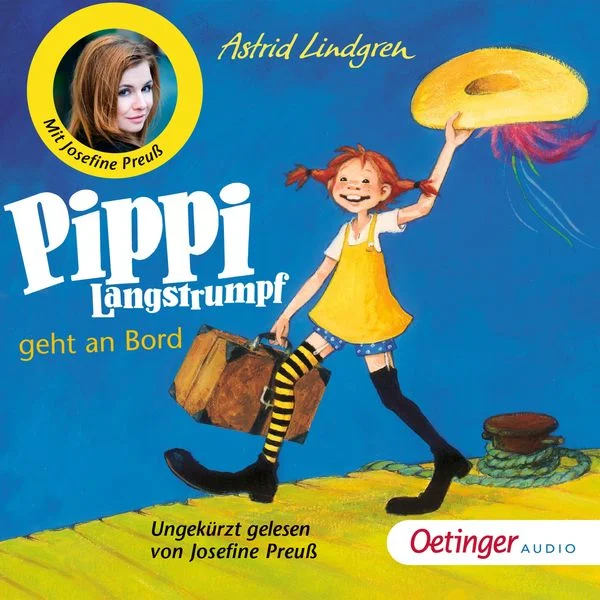 Astrid Lindgren
Mit Josefine Preuß
Pippi
Langstrumpf
geht an Bord
Ungekürzt gelesen
von Josefine Preuß
Oetinger AUDIO